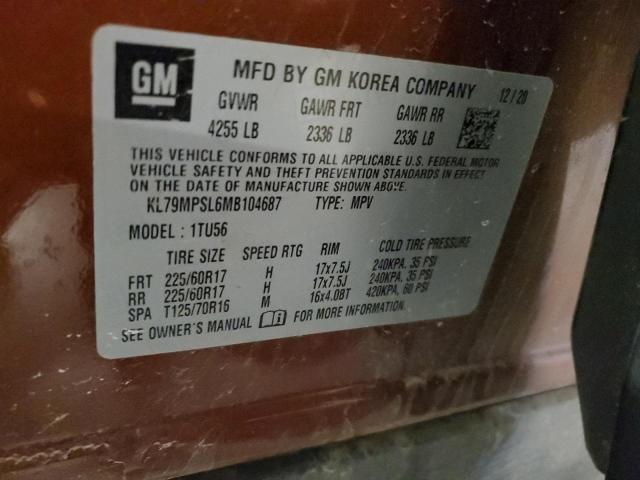 GM
MFD BY GM KOREA COMPANY 12/20
GVWR GAWR FRT GAWR RR
4255 LB 2336 LB 2336 LB
THIS VEHICLE CONFORMS TO ALL APPLICABLE U.S. FEDERAL MOTOR
VEHICLE SAFETY AND THEFT PREVENTION STANDARDS IN EFFECT
ON THE DATE OF MANUFACTURE SHOWN ABOVE.
KL79MPSL6MB104687 TYPE: MPV
MODEL : 1TU56
TIRE SIZE SPEED RTG RIM COLD TIRE PRESSURE
FRT 225/60R17 H 17x7.5J 240KPA, 35 PSI
RR 225/60R17 H 17x7.5J 240KPA, 35 PSI
SPA T125/70R16 M 16x4.0BT 420KPA, 60 PSI
SEE OWNER'S MANUAL FOR MORE INFORMATION.